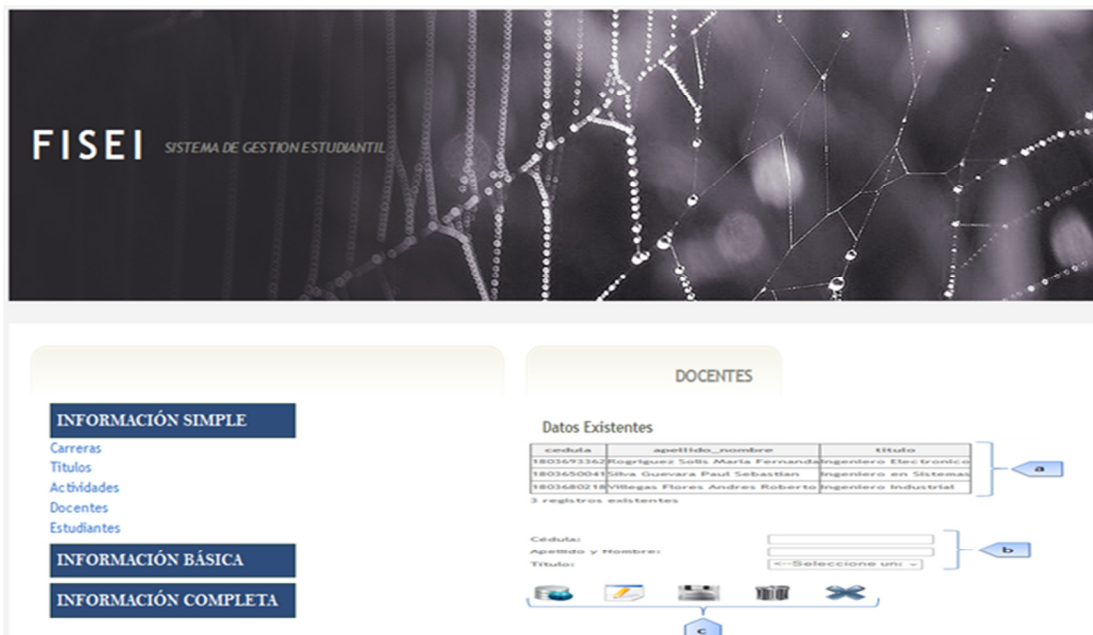 FISEI SISTEMA DE GESTION ESTUDIANTIL
INFORMACIÓN SIMPLE
Carreras
Títulos
Actividades
Docentes
Estudiantes
INFORMACIÓN BÁSICA
INFORMACIÓN COMPLETA
DOCENTES
Datos Existentes
cedula apellido_nombre titulo
1803693362 Rogriguez Solis Maria Fernanda Ingeniero Electronico
1803650041 Silva Guevara Paul Sebastian Ingeniero en Sistemas
1803680218 Villegas Flores Andres Roberto Ingeniero Industrial
3 registros existentes
a
Cédula:
Apellido y Nombre:
Título: <--Seleccione un
b
c